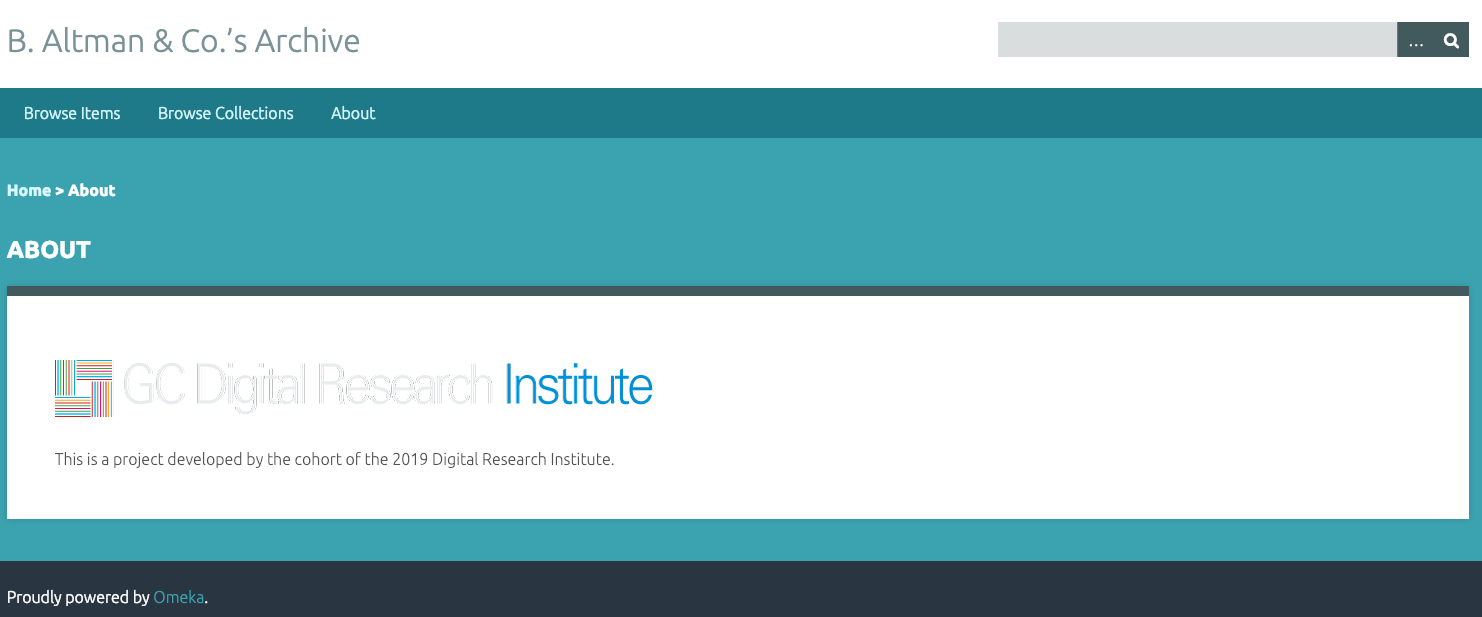 B. Altman & Co.’s Archive
...
Browse Items Browse Collections About
Home > About
ABOUT
GC Digital Research Institute
This is a project developed by the cohort of the 2019 Digital Research Institute.
Proudly powered by Omeka.